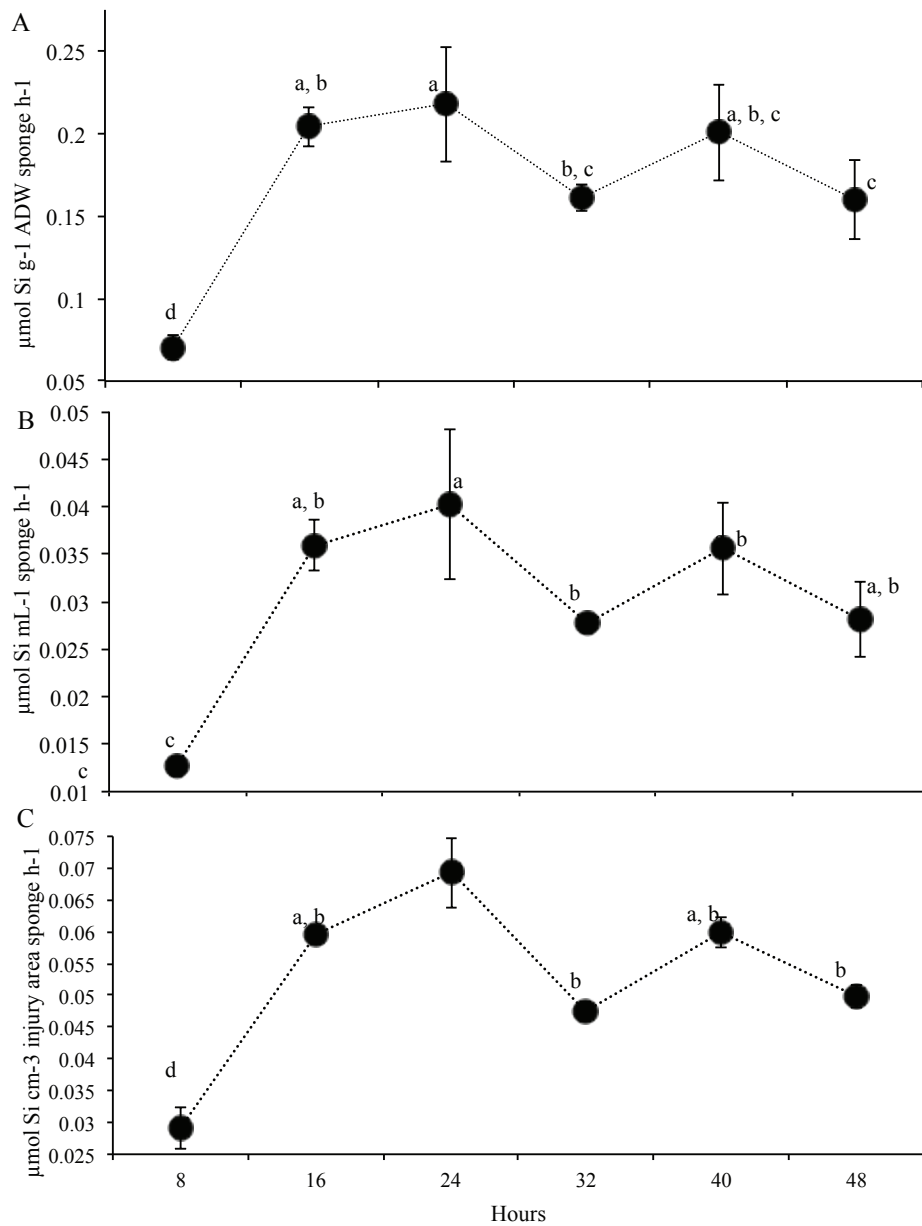 A
µmol Si g-1 ADW sponge h-1
0.25
0.2
0.15
0.1
0.05
d
a, b
a
b, c
a, b, c
c
B
µmol Si mL-1 sponge h-1
0.05
0.045
0.04
0.035
0.03
0.025
0.02
0.015
0.01
c
c
a, b
a
b
b
a, b
C
µmol Si cm-3 injury area sponge h-1
0.075
0.07
0.065
0.06
0.055
0.05
0.045
0.04
0.035
0.03
0.025
d
a, b
b
a, b
b
8 16 24 32 40 48
Hours